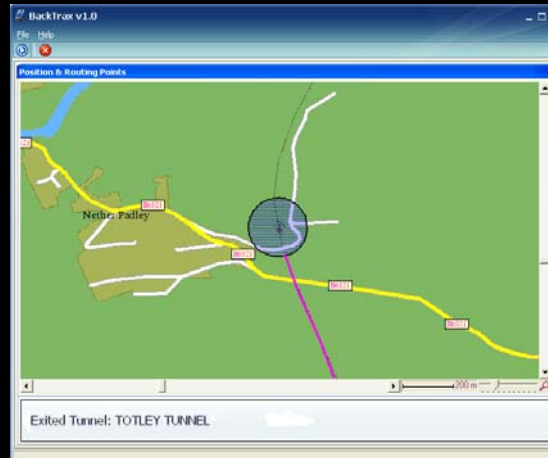 BackTrax v1.0
File Help
Position & Routing Points
Nether Padley
B6521
B6521
B6521
B6521
200 m
Exited Tunnel: TOTLEY TUNNEL